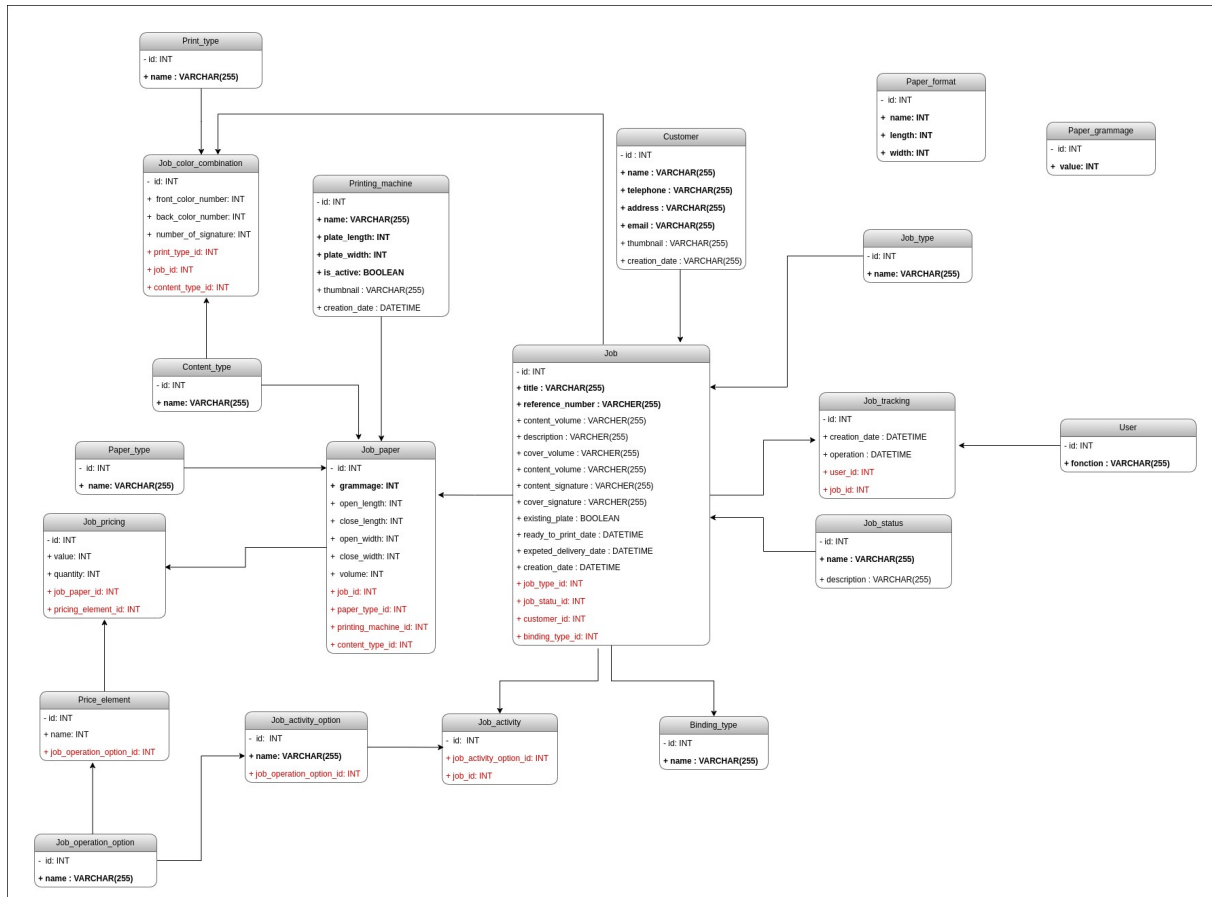 Print_type
- id: INT
+ name : VARCHAR(255)
Paper_format
- id: INT
+ name: INT
+ length: INT
+ width: INT
Paper_grammage
- id: INT
+ value: INT
Customer
- id : INT
+ name : VARCHAR(255)
+ telephone : VARCHAR(255)
+ address : VARCHAR(255)
+ email : VARCHAR(255)
+ thumbnail : VARCHAR(255)
+ creation_date : VARCHAR(255)
Job_color_combination
- id: INT
+ front_color_number: INT
+ back_color_number: INT
+ number_of_signature: INT
+ print_type_id: INT
+ job_id: INT
+ content_type_id: INT
Printing_machine
- id: INT
+ name: VARCHAR(255)
+ plate_length: INT
+ plate_width: INT
+ is_active: BOOLEAN
+ thumbnail : VARCHAR(255)
+ creation_date : DATETIME
Job_type
- id: INT
+ name: VARCHAR(255)
Job
- id: INT
+ title : VARCHAR(255)
+ reference_number : VARCHER(255)
+ content_volume : VARCHER(255)
+ description : VARCHER(255)
+ cover_volume : VARCHER(255)
+ content_volume : VARCHER(255)
+ content_signature : VARCHER(255)
+ cover_signature : VARCHER(255)
+ existing_plate : BOOLEAN
+ ready_to_print_date : DATETIME
+ expeted_delivery_date : DATETIME
+ creation_date : DATETIME
+ job_type_id: INT
+ job_statu_id: INT
+ customer_id: INT
+ binding_type_id: INT
Content_type
- id: INT
+ name: VARCHAR(255)
Job_tracking
- id: INT
+ creation_date : DATETIME
+ operation : DATETIME
+ user_id: INT
+ job_id: INT
User
- id: INT
+ fonction : VARCHAR(255)
Paper_type
- id: INT
+ name: VARCHAR(255)
Job_paper
- id: INT
+ grammage: INT
+ open_length: INT
+ close_length: INT
+ open_width: INT
+ close_width: INT
+ volume: INT
+ job_id: INT
+ paper_type_id: INT
+ printing_machine_id: INT
+ content_type_id: INT
Job_pricing
- id: INT
+ value: INT
+ quantity: INT
+ job_paper_id: INT
+ pricing_element_id: INT
Job_status
- id: INT
+ name : VARCHAR(255)
+ description : VARCHAR(255)
Price_element
- id: INT
+ name: INT
+ job_operation_option_id: INT
Job_activity_option
- id: INT
+ name: VARCHAR(255)
+ job_operation_option_id: INT
Job_activity
- id: INT
+ job_activity_option_id: INT
+ job_id: INT
Binding_type
- id: INT
+ name : VARCHAR(255)
Job_operation_option
- id: INT
+ name : VARCHAR(255)